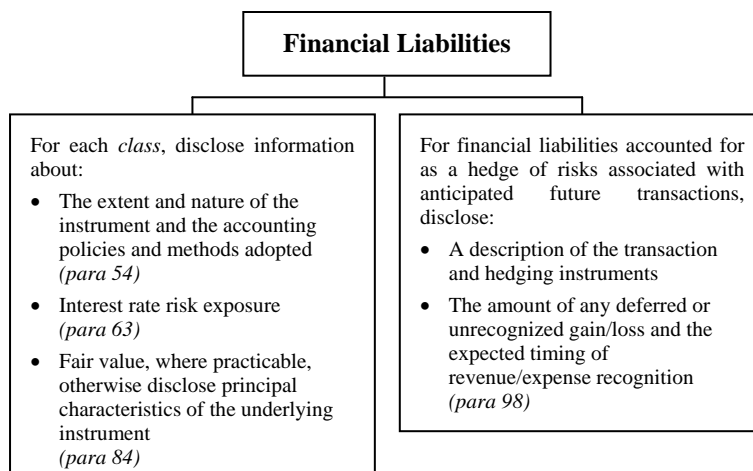 Financial Liabilities
For each class, disclose information
about:
• The extent and nature of the
instrument and the accounting
policies and methods adopted
(para 54)
• Interest rate risk exposure
(para 63)
• Fair value, where practicable,
otherwise disclose principal
characteristics of the underlying
instrument
(para 84)
For financial liabilities accounted for
as a hedge of risks associated with
anticipated future transactions,
disclose:
• A description of the transaction
and hedging instruments
• The amount of any deferred or
unrecognized gain/loss and the
expected timing of
revenue/expense recognition
(para 98)